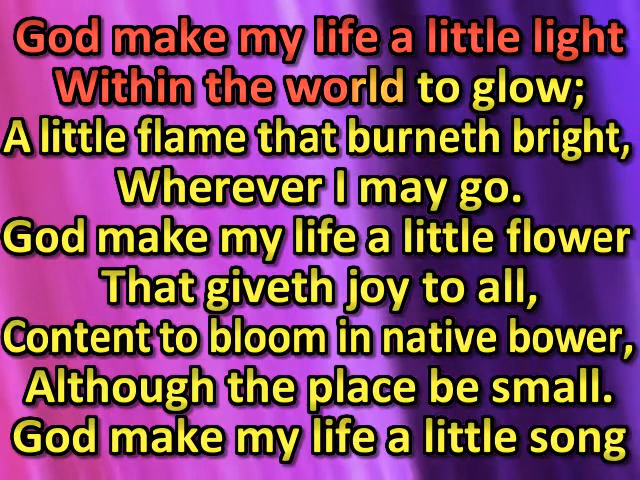 God make my life a little light
Within the world to glow;
A little flame that burneth bright,
Wherever I may go.
God make my life a little flower
That giveth joy to all,
Content to bloom in native bower,
Although the place be small.
God make my life a little song